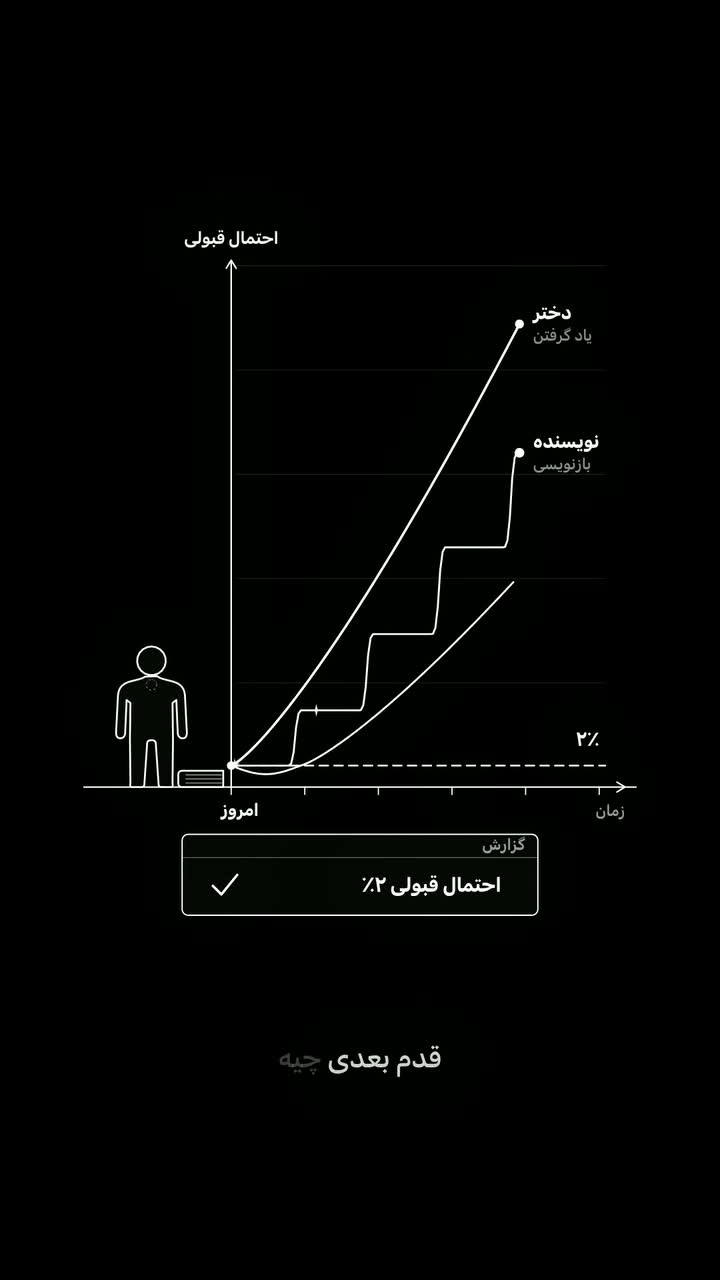 احتمال قبولی
دختر
یاد گرفتن
نویسنده
بازنویسی
۲٪
امروز
زمان
گزارش
احتمال قبولی ۲٪
قدم بعدی چیه